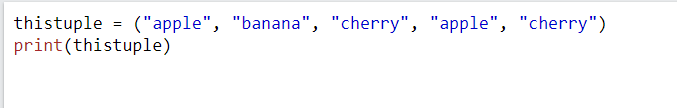 thistuple = ("apple", "banana", "cherry", "apple", "cherry")
print(thistuple)